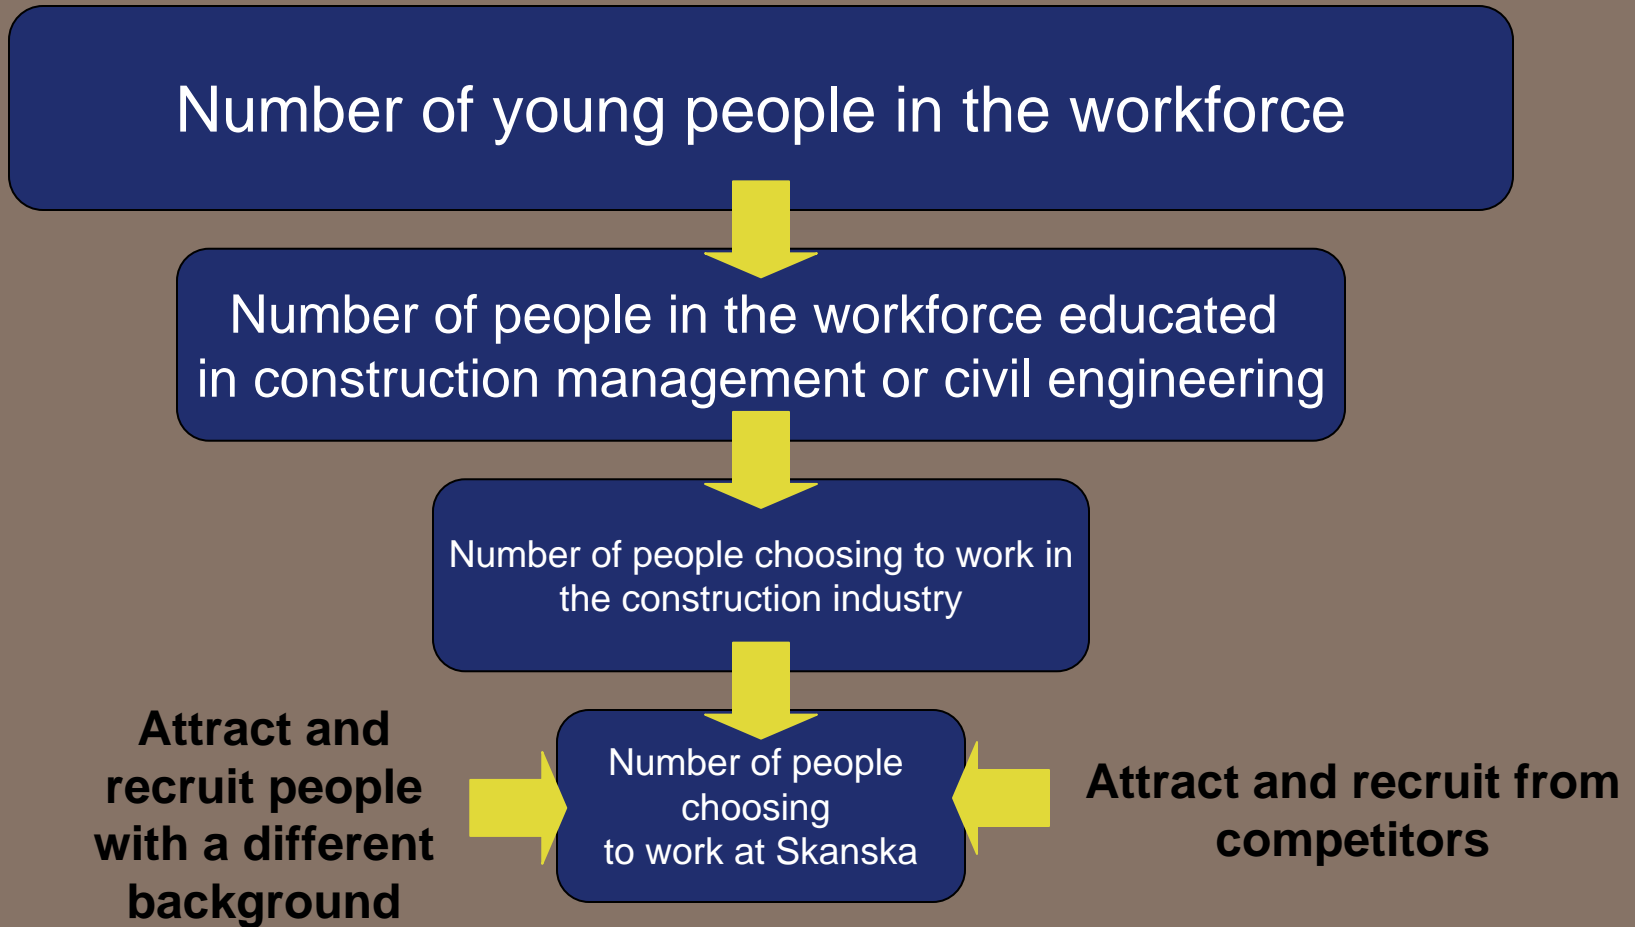 Number of young people in the workforce
Number of people in the workforce educated
in construction management or civil engineering
Number of people choosing to work in
the construction industry
Attract and
recruit people
with a different
background
Number of people
choosing
to work at Skanska
Attract and recruit from
competitors